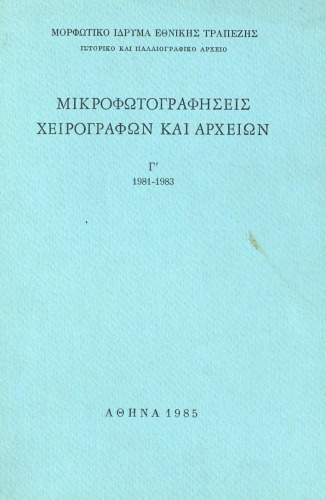 ΜΟΡΦΩΤΙΚΟ ΙΔΡΥΜΑ ΕΘΝΙΚΗΣ ΤΡΑΠΕΖΗΣ
ΙΣΤΟΡΙΚΟ ΚΑΙ ΠΑΛΑΙΟΓΡΑΦΙΚΟ ΑΡΧΕΙΟ
ΜΙΚΡΟΦΩΤΟΓΡΑΦΗΣΕΙΣ
ΧΕΙΡΟΓΡΑΦΩΝ ΚΑΙ ΑΡΧΕΙΩΝ
Γ'
1981-1983
ΑΘΗΝΑ 1985